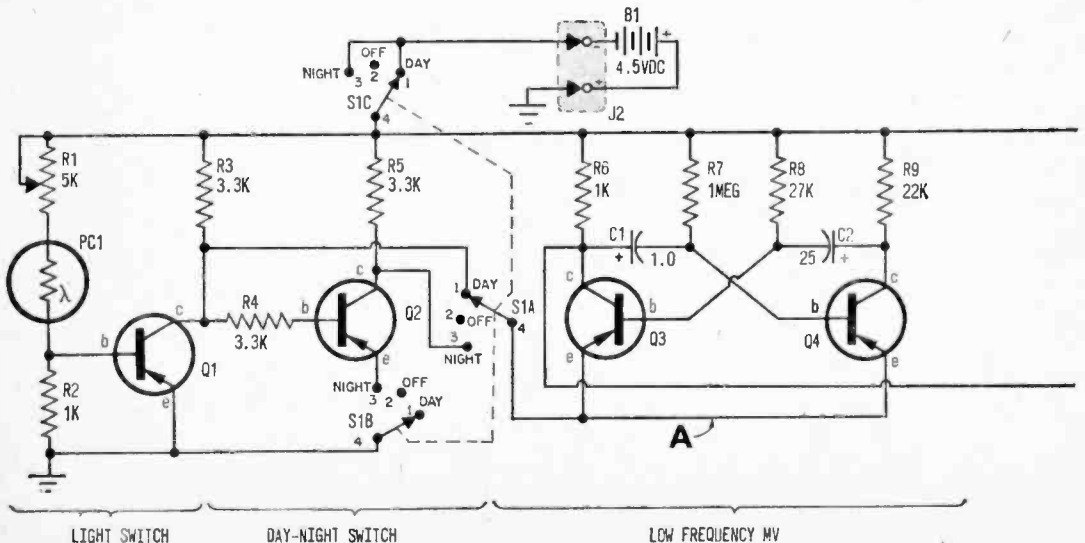 B1
+
-
4.5VDC
+
J2
OFF
NIGHT 3 2 DAY
1
S1C
4
R1
5K
R3
3.3K
R5
3.3K
R6
1K
R7
1MEG
R8
27K
R9
22K
PC1
λ
C1
+ 1.0
C2
25 +
c
R4
3.3K
b
Q1
e
b
c
Q2
e
DAY
1
2 OFF
3
NIGHT
S1A
4
c
b
Q3
e
c
b
Q4
e
R2
1K
b
NIGHT 3 OFF
2 1 DAY
S1B
4
A
LIGHT SWITCH
DAY-NIGHT SWITCH
LOW FREQUENCY MV